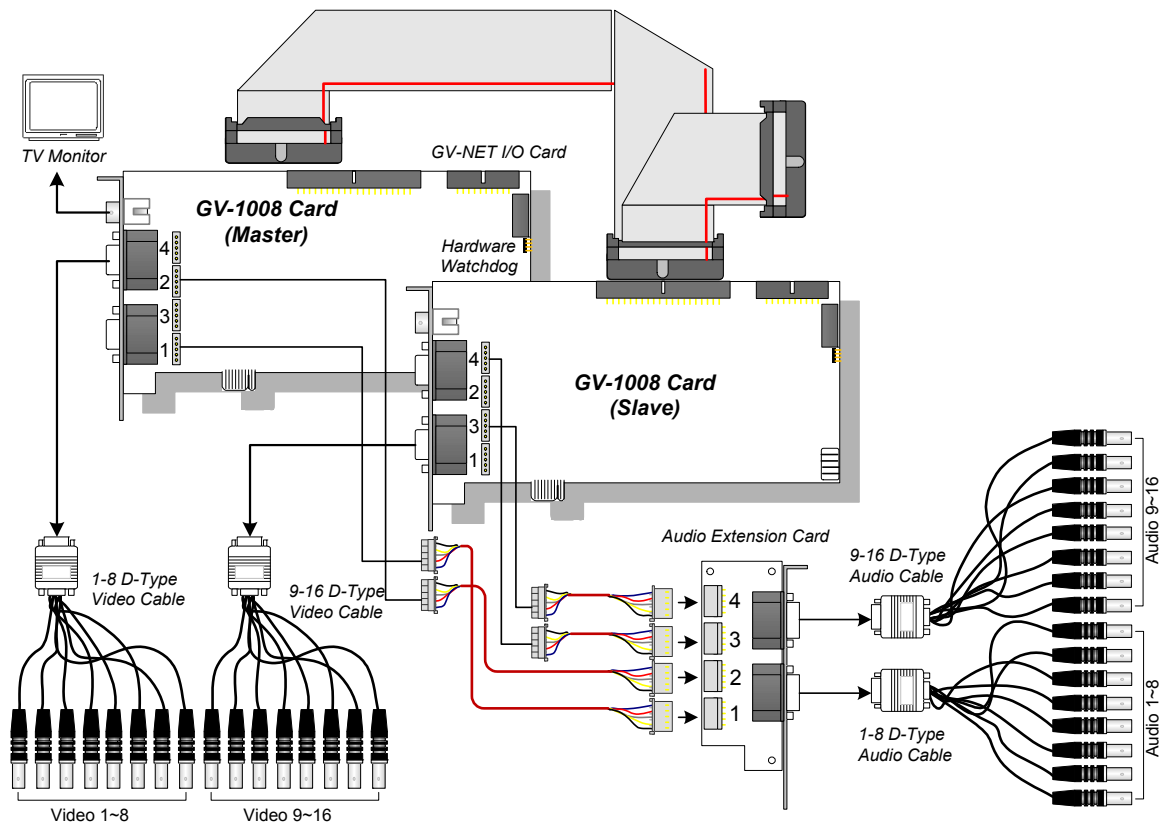 TV Monitor
GV-NET I/O Card
GV-1008 Card
(Master)
Hardware
Watchdog
4
2
3
1
GV-1008 Card
(Slave)
4
2
3
1
Audio Extension Card
1-8 D-Type
Video Cable
9-16 D-Type
Video Cable
9-16 D-Type
Audio Cable
4
3
2
1
1-8 D-Type
Audio Cable
Audio 9~16
Audio 1~8
Video 1~8
Video 9~16